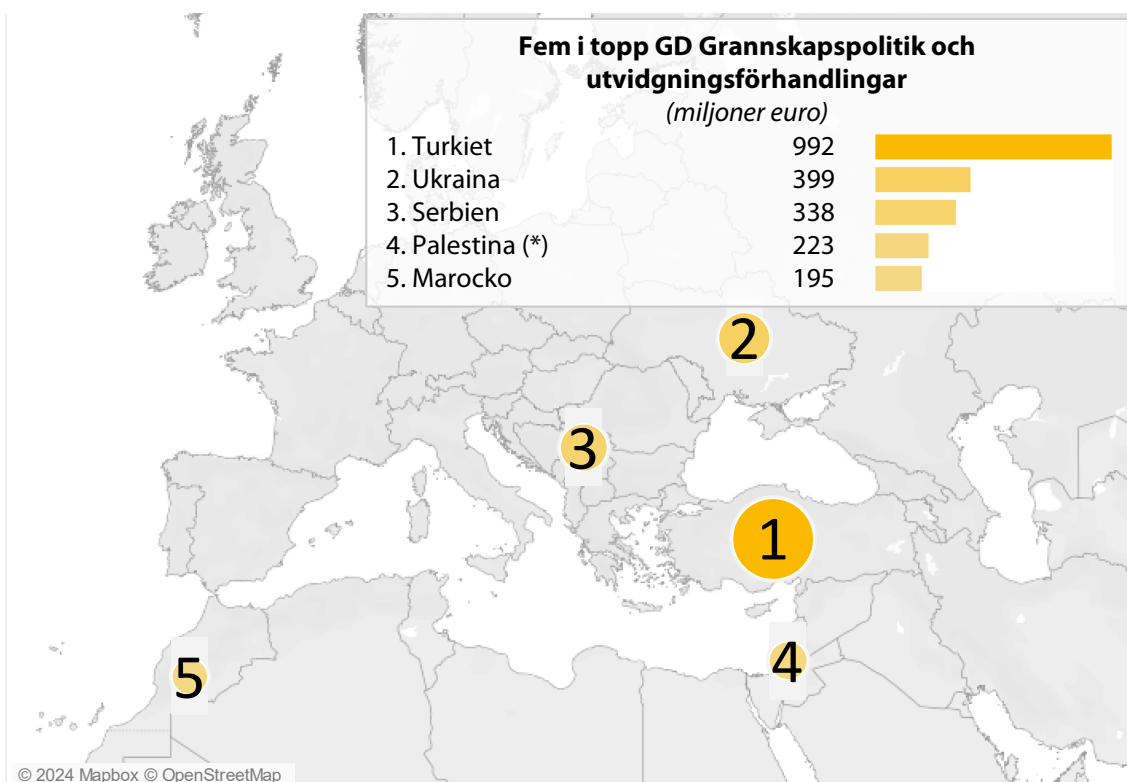 Fem i topp GD Grannskapspolitik och
utvidgningsförhandlingar
(miljoner euro)
1. Turkiet 992
2. Ukraina 399
3. Serbien 338
4. Palestina (*) 223
5. Marocko 195
2
3
1
4
5
© 2024 Mapbox © OpenStreetMap